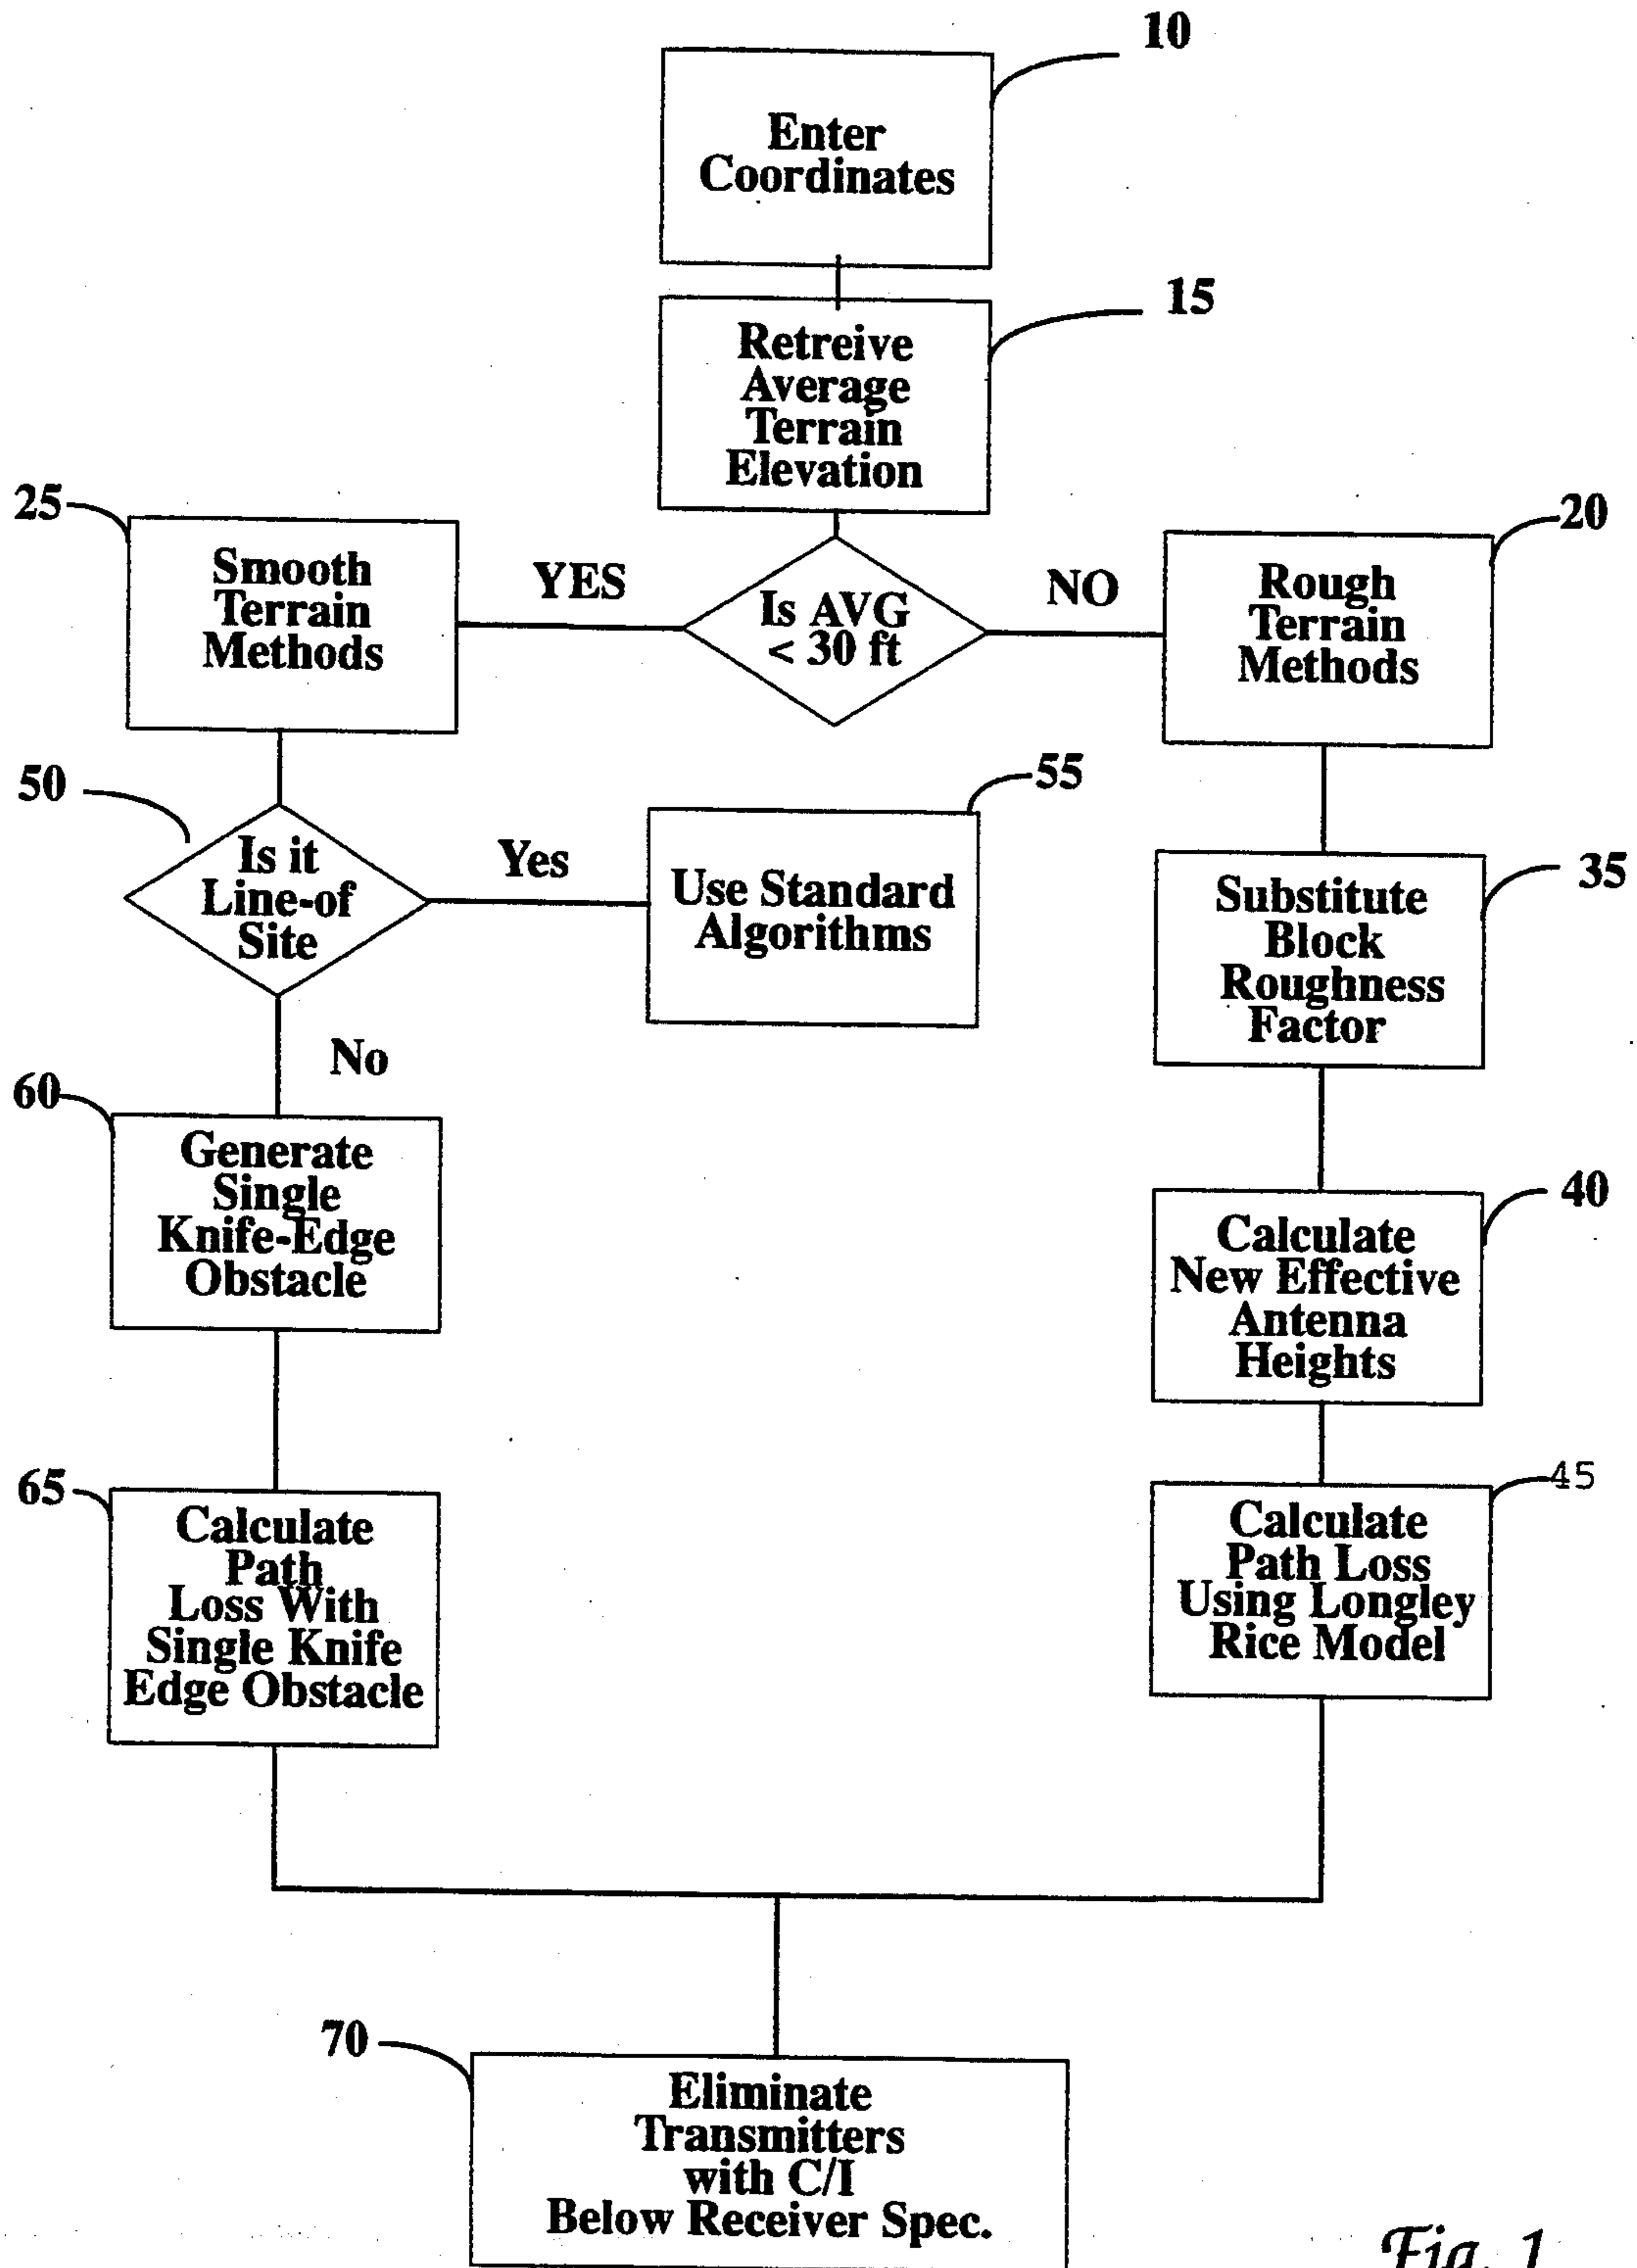 10
Enter
Coordinates
15
Retreive
Average
Terrain
Elevation
25
Smooth
Terrain
Methods
YES
Is AVG
< 30 ft
NO
20
Rough
Terrain
Methods
50
Is it
Line-of
Site
Yes
55
Use Standard
Algorithms
35
Substitute
Block
Roughness
Factor
No
60
Generate
Single
Knife-Edge
Obstacle
40
Calculate
New Effective
Antenna
Heights
65
Calculate
Path
Loss With
Single Knife
Edge Obstacle
45
Calculate
Path Loss
Using Longley
Rice Model
70
Eliminate
Transmitters
with C/I
Below Receiver Spec.
Fig. 1